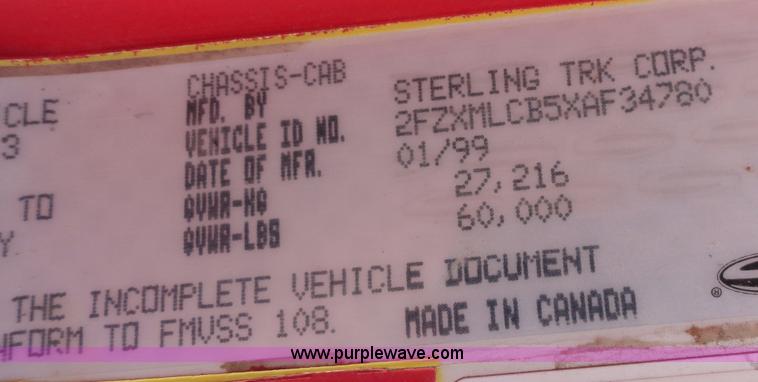 CHASSIS-CAB
ICLE MFD. BY STERLING TRK CORP.
3 VEHICLE ID NO. 2FZXMLCB5XAF34780
DATE OF MFR. 01/99
TO GVWR-KG 27,216
Y GVWR-LBS 60,000
THE INCOMPLETE VEHICLE DOCUMENT
NFORM TO FMVSS 108. MADE IN CANADA
®
www.purplewave.com